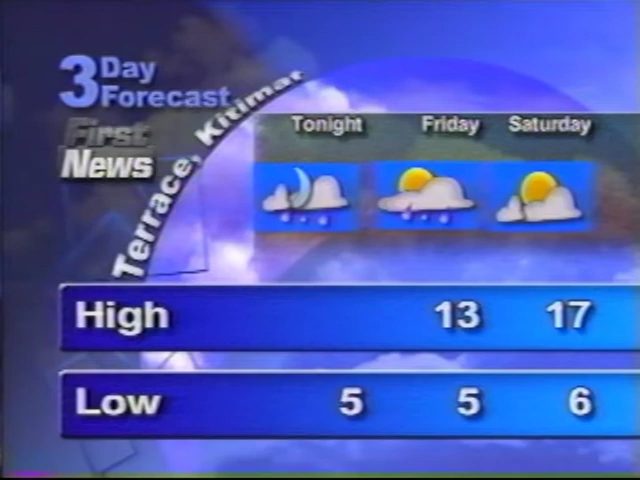 3 Day
Forecast
First
News
Terrace, Kitimat
Tonight Friday Saturday
High 13 17
Low 5 5 6